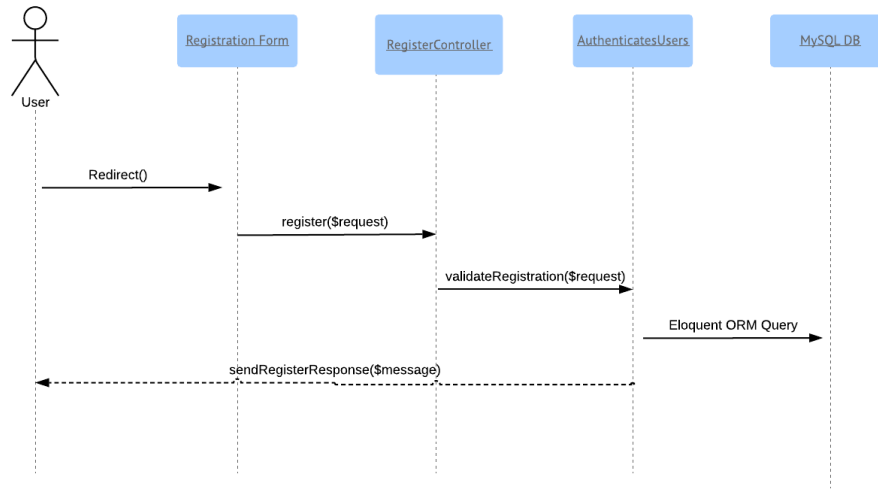 Registration Form
RegisterController
AuthenticatesUsers
MySQL DB
User
Redirect()
register($request)
validateRegistration($request)
Eloquent ORM Query
sendRegisterResponse($message)